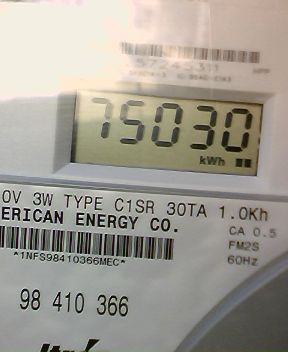 57245311
75030
kWh
0V 3W TYPE C1SR 30TA 1.0Kh
ERICAN ENERGY CO.
CA 0.5
FM2S
*1NFS98410366MEC*
60Hz
98 410 366